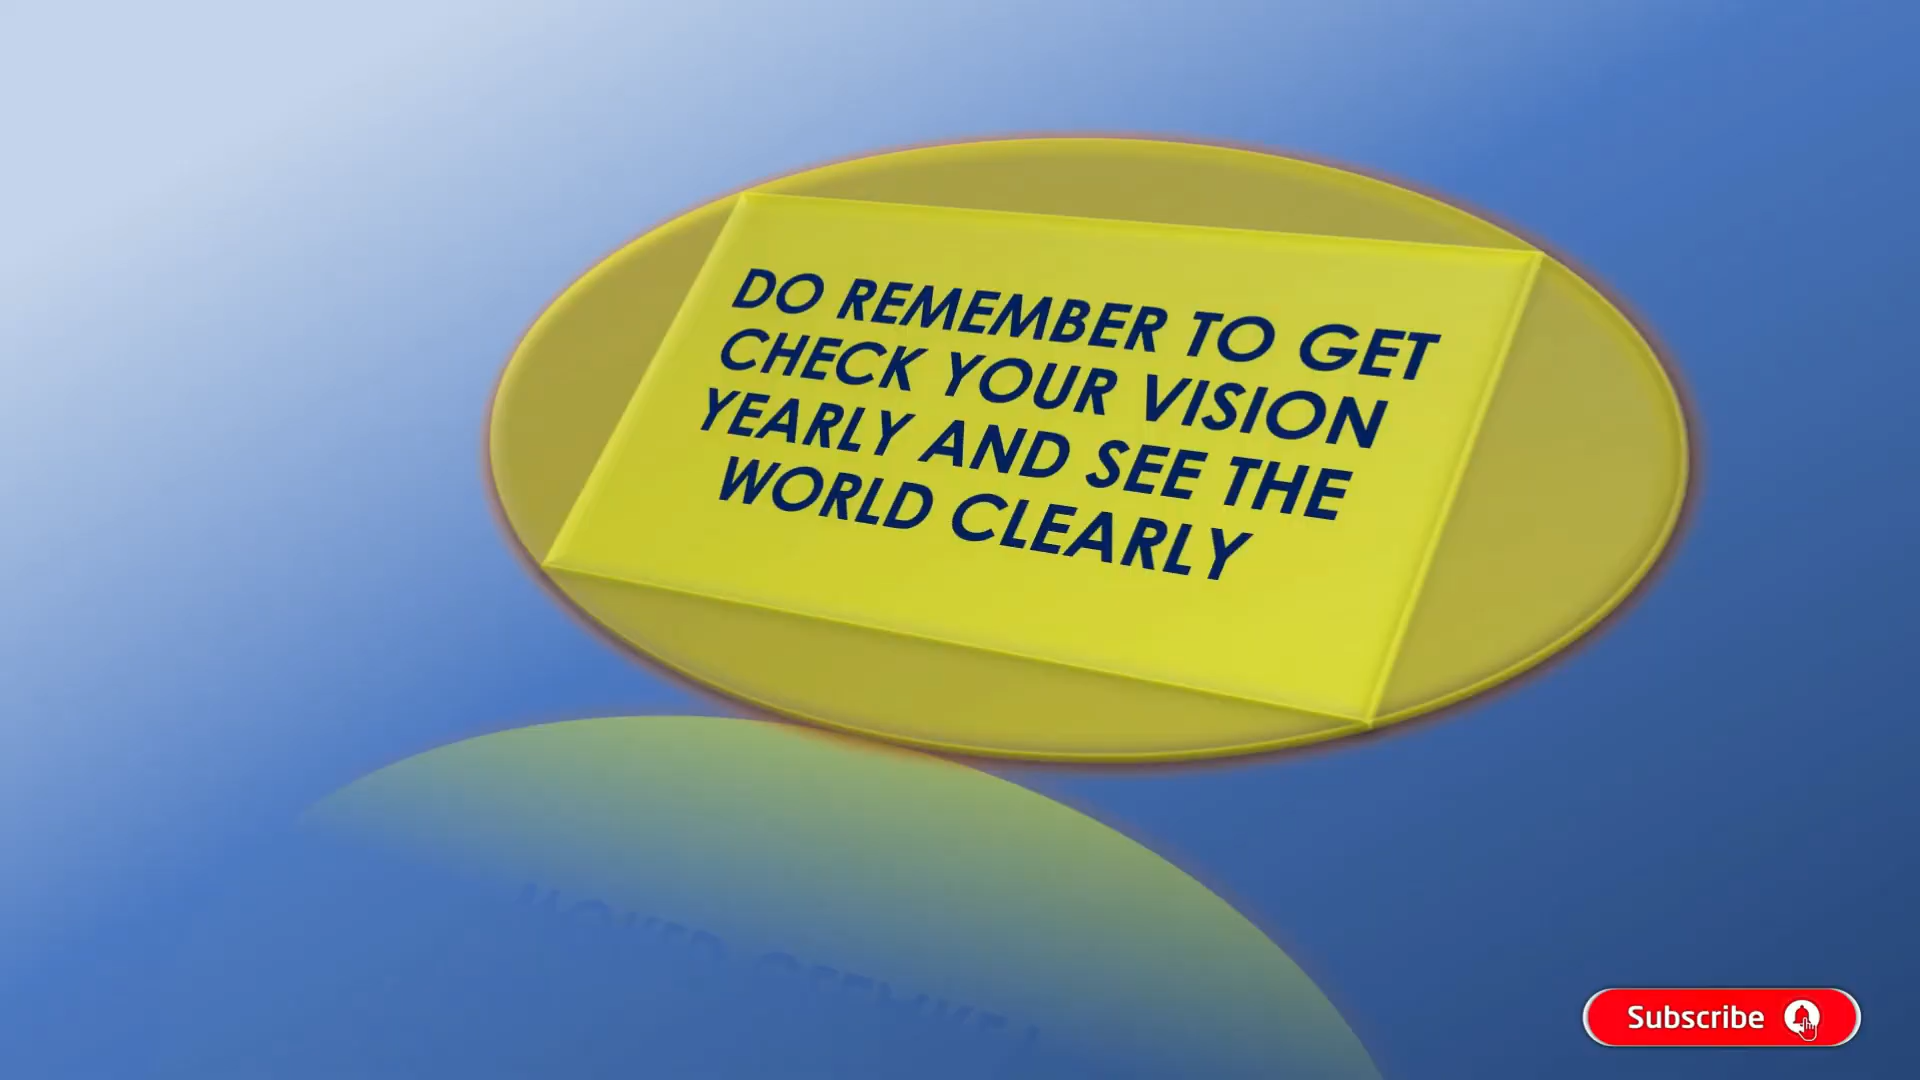 DO REMEMBER TO GET
CHECK YOUR VISION
YEARLY AND SEE THE
WORLD CLEARLY
Subscribe